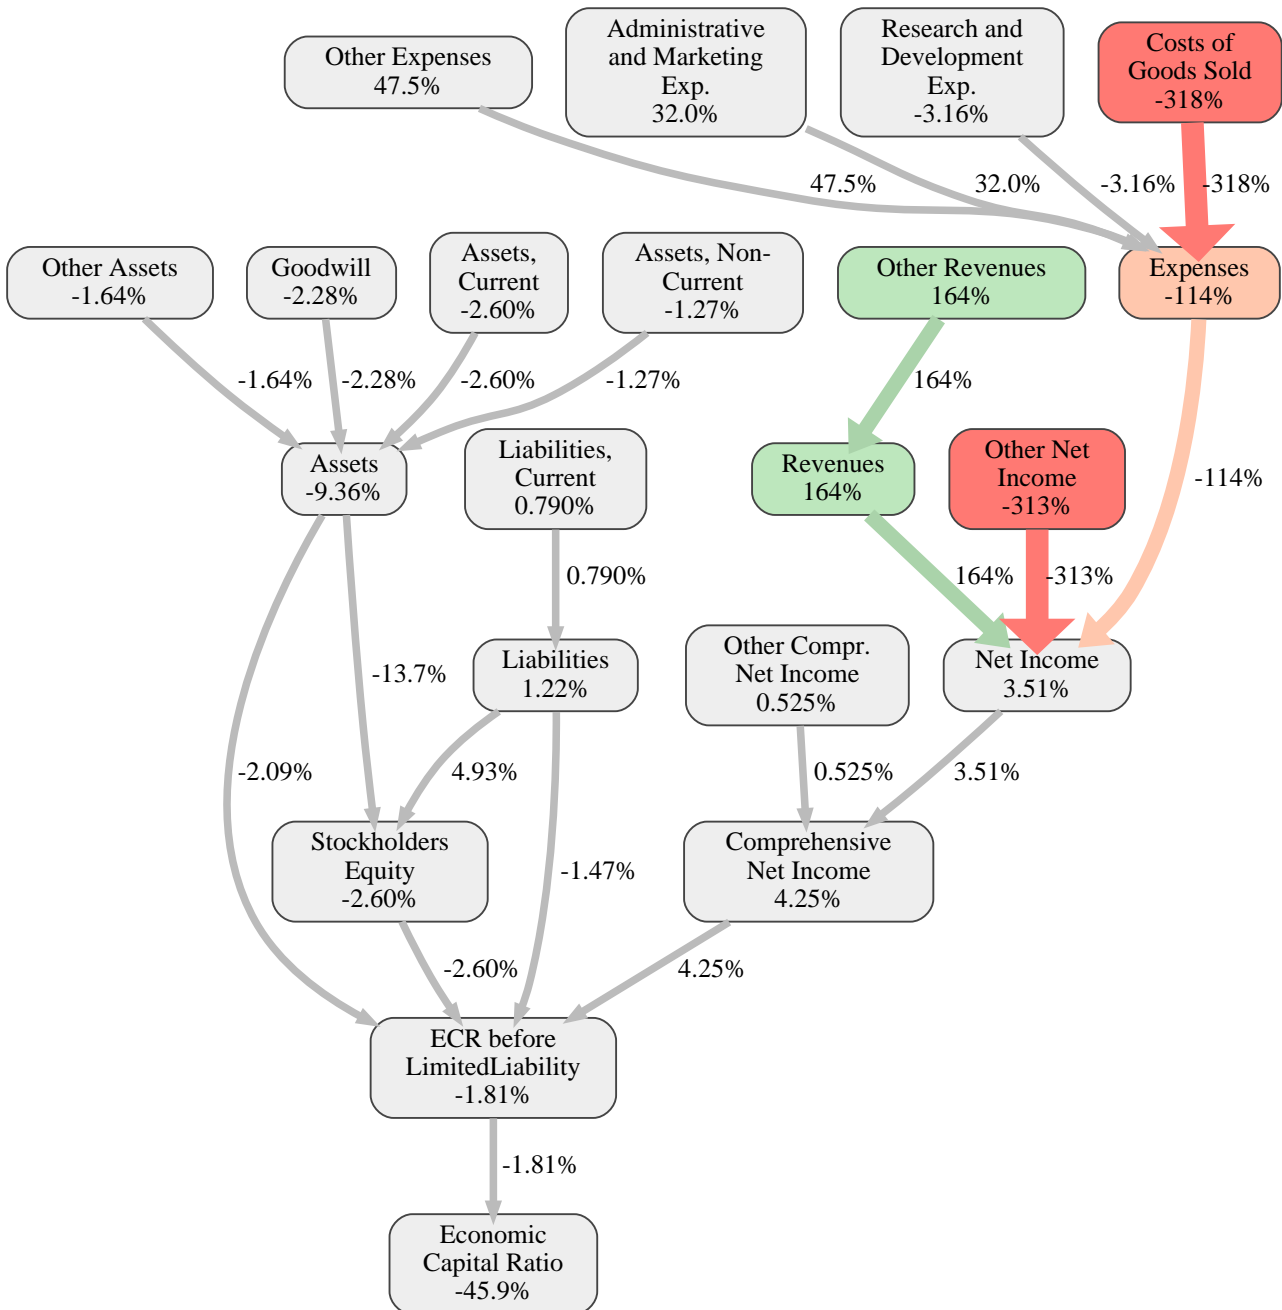 Other Expenses
47.5%
Administrative
and Marketing
Exp.
32.0%
Research and
Development
Exp.
-3.16%
Costs of
Goods Sold
-318%
47.5%
32.0%
-3.16%
-318%
Other Assets
-1.64%
Goodwill
-2.28%
Assets,
Current
-2.60%
Assets, Non-
Current
-1.27%
Other Revenues
164%
Expenses
-114%
-1.64%
-2.28%
-2.60%
-1.27%
164%
Assets
-9.36%
Liabilities,
Current
0.790%
Revenues
164%
Other Net
Income
-313%
-114%
0.790%
164%
-313%
Liabilities
1.22%
Other Compr.
Net Income
0.525%
Net Income
3.51%
-13.7%
-2.09%
4.93%
0.525%
3.51%
Stockholders
Equity
-2.60%
-1.47%
Comprehensive
Net Income
4.25%
-2.60%
4.25%
ECR before
LimitedLiability
-1.81%
-1.81%
Economic
Capital Ratio
-45.9%